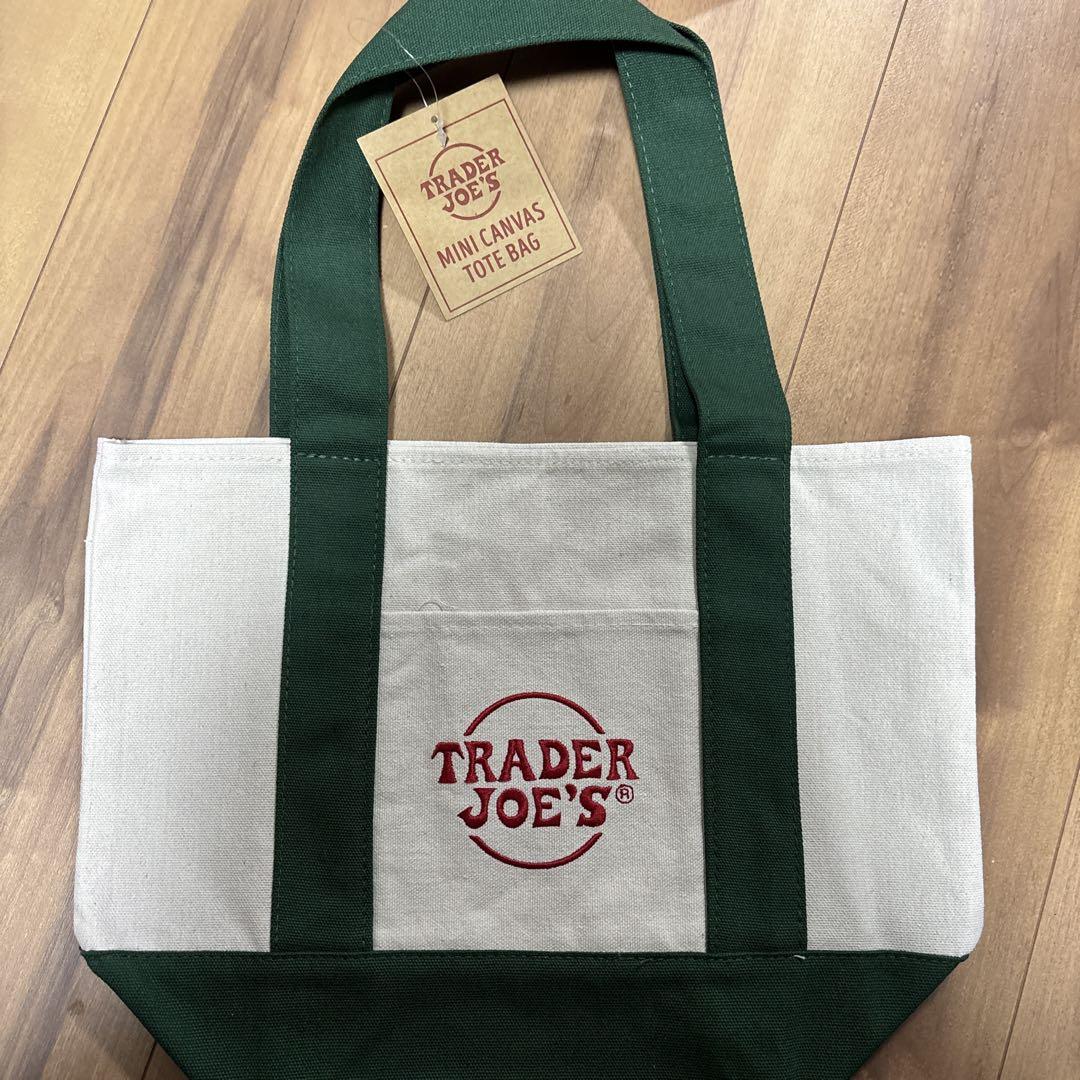 TRADER
JOE'S
MINI CANVAS
TOTE BAG
TRADER
JOE'S®